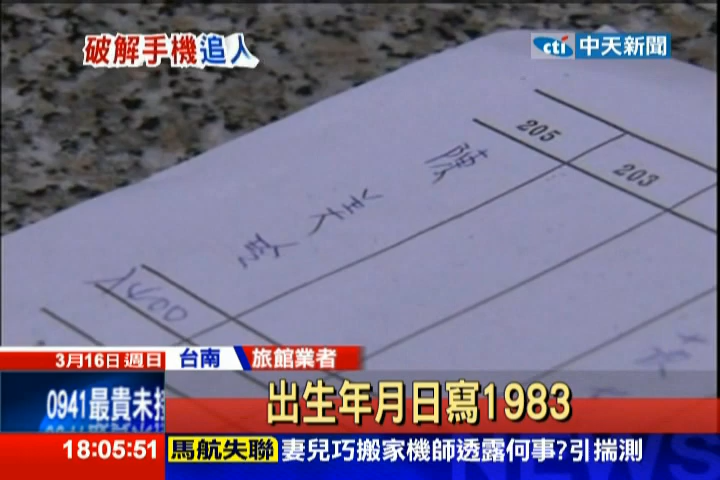 破解手機追人
cti 中天新聞
205
203
陳
1400
3月16日週日
台南
旅館業者
0941最貴未接
出生年月日寫1983
18:05:51
馬航失聯
妻兒巧搬家機師透露何事?引揣測
NEWS